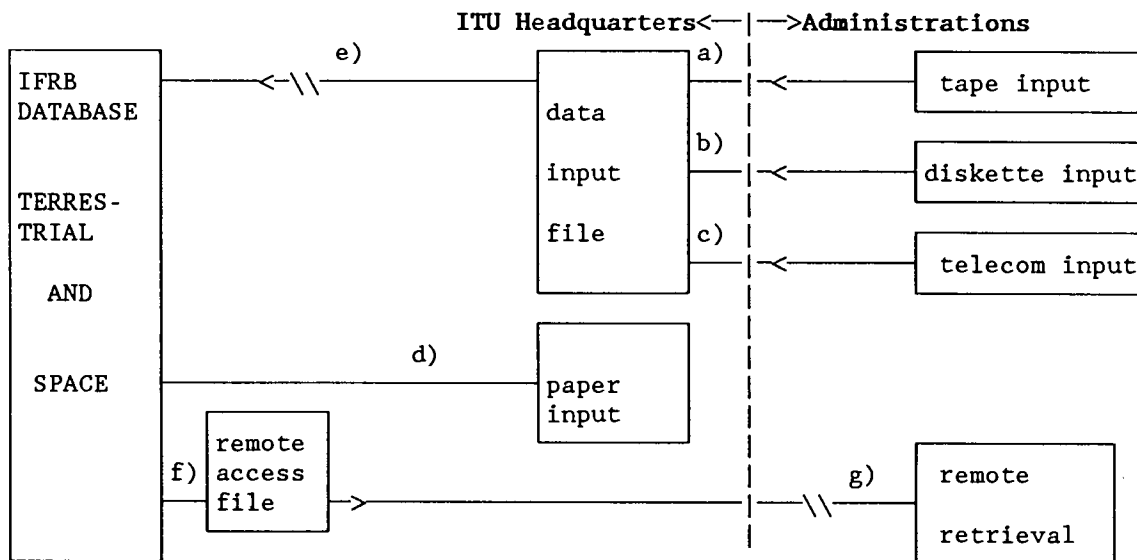 ITU Headquarters<—|—>Administrations
e)
a)
IFRB
DATABASE
TERRES-
TRIAL
AND
SPACE
data
input
file
tape input
b)
diskette input
c)
telecom input
d)
paper
input
f)
remote
access
file
g)
remote
retrieval